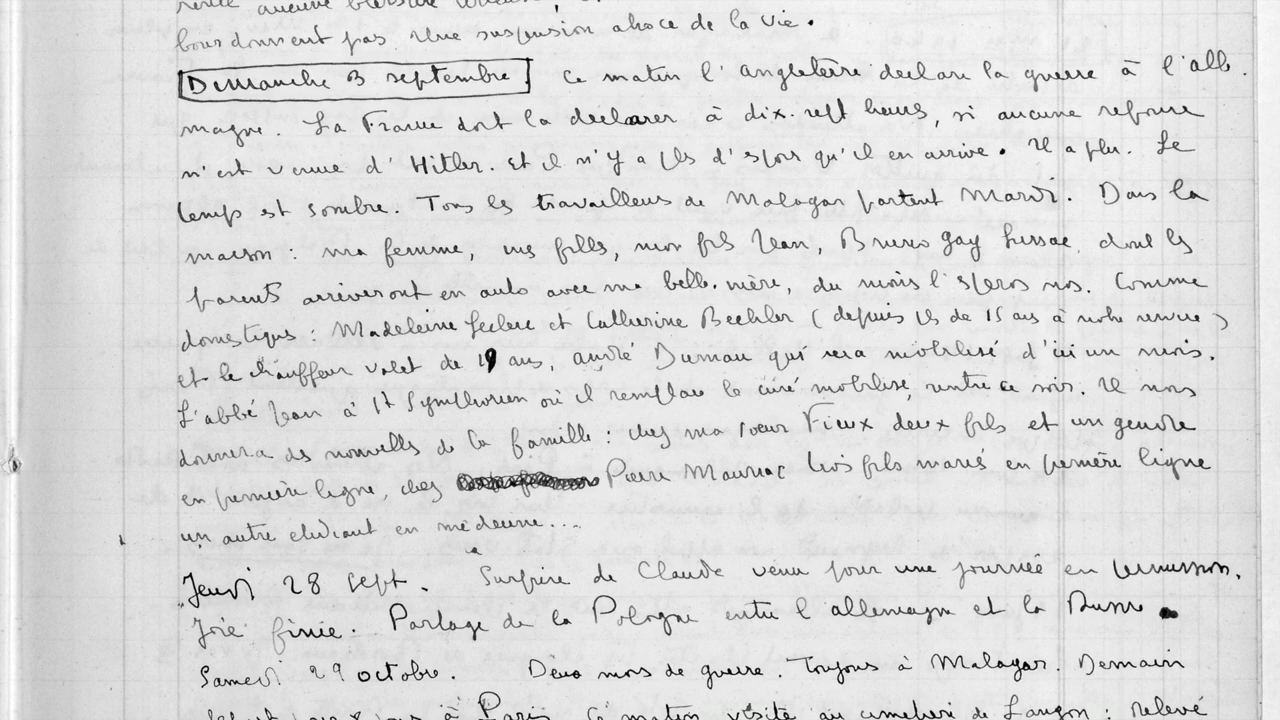 aucune
bourdonnent pas. Une suspension atroce de la vie.
Dimanche 3 septembre Ce matin l'angleterre declare la guerre à l'alle
magne. La France doit la declarer à dix-sept heures, si aucune reponse
n'est venue d'Hitler. Et il n'y a plus d'espoir qu'il en arrive. Il a plu. Le
temps est sombre. Tous les travailleurs de Malagar partent Mardi. Dans la
maison : ma femme, mes filles, mon fils Jean, Bruno Gay Lussac dont les
parents arriveront en auto avec ma belle-mère, du moins l'espérons nous. Comme
domestiques : Madeleine Leclerc et Catherine Bechler (depuis plus de 15 ans à notre service)
et le chauffeur valet de 19 ans, andré Dumau qui sera mobilisé d'ici un mois.
L'abbé Jean à St Symphorien où il remplace le curé mobilisé, rentre ce soir. Il nous
donnera des nouvelles de la famille : chez ma soeur Fieux deux fils et un gendre
en première ligne, chez Pierre Mauriac trois fils mariés en première ligne
un autre etudiant en médecine...
Jeudi 28 Sept. Surprise de Claude venu pour une journée en permission.
Joie finie. Partage de la Pologne entre l'allemagne et la Russie.
Samedi 29 octobre. Deux mois de guerre. Toujours à Malagar. Demain
à Paris. Ce matin visite au cimetière de Langon : relevé